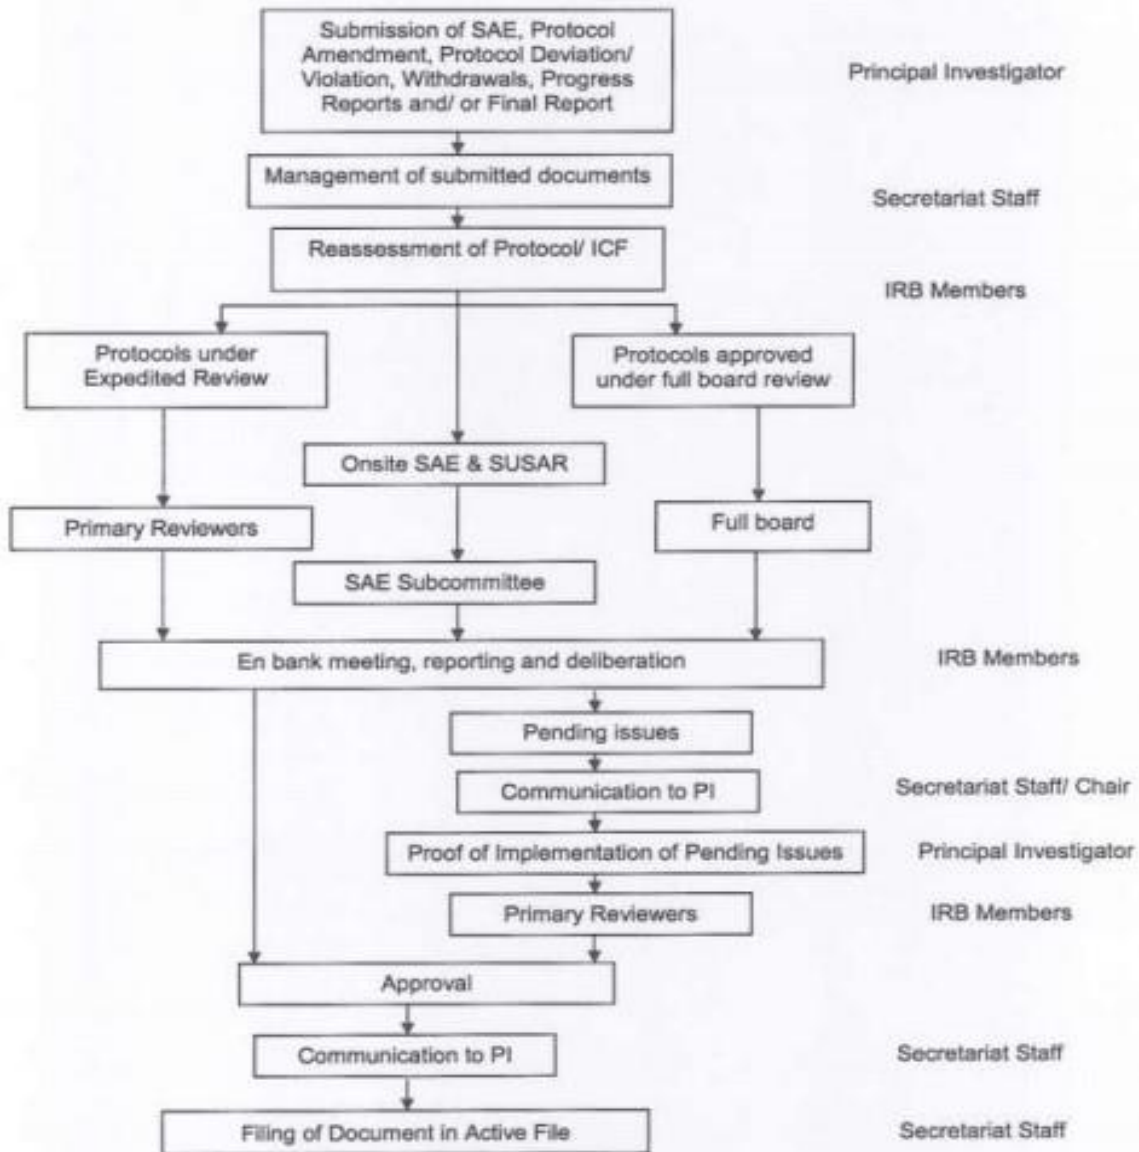 Submission of SAE, Protocol
Amendment, Protocol Deviation/
Violation, Withdrawals, Progress
Reports and/ or Final Report
Principal Investigator
Management of submitted documents
Secretariat Staff
Reassessment of Protocol/ ICF
IRB Members
Protocols under
Expedited Review
Protocols approved
under full board review
Onsite SAE & SUSAR
Primary Reviewers
Full board
SAE Subcommittee
En bank meeting, reporting and deliberation
IRB Members
Pending issues
Communication to PI
Secretariat Staff/ Chair
Proof of Implementation of Pending Issues
Principal Investigator
Primary Reviewers
IRB Members
Approval
Communication to PI
Secretariat Staff
Filing of Document in Active File
Secretariat Staff